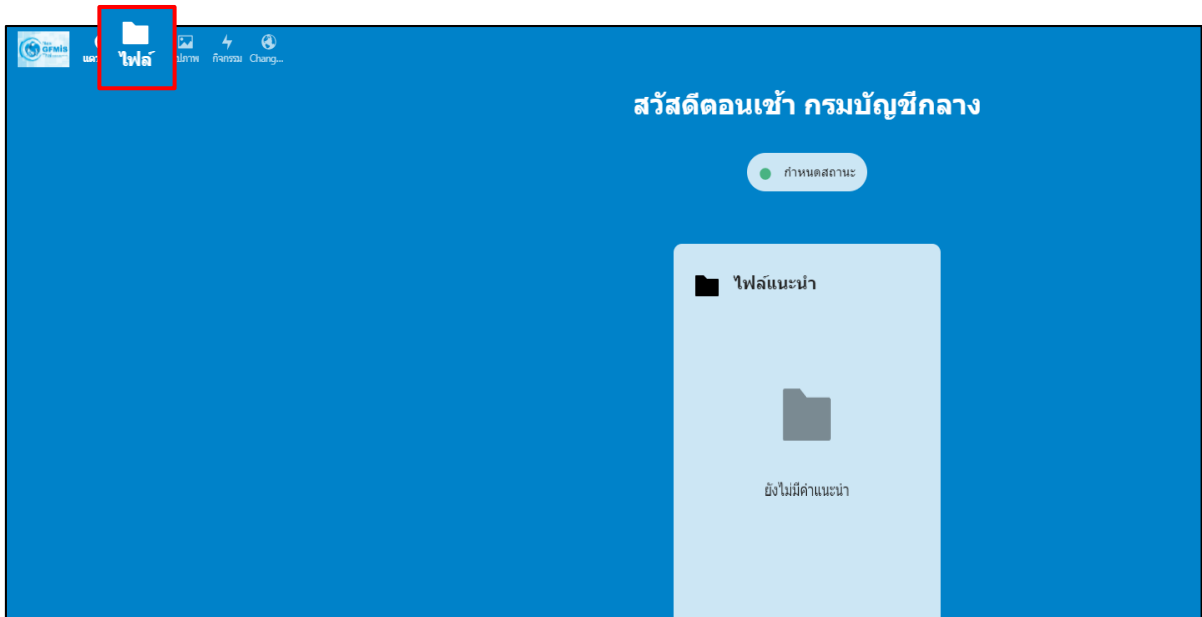 GFMIS
ไฟล์
กิจกรรม
Chang...
สวัสดีตอนเช้า กรมบัญชีกลาง
กำหนดสถานะ
ไฟล์แนะนำ
ยังไม่มีคำแนะนำ